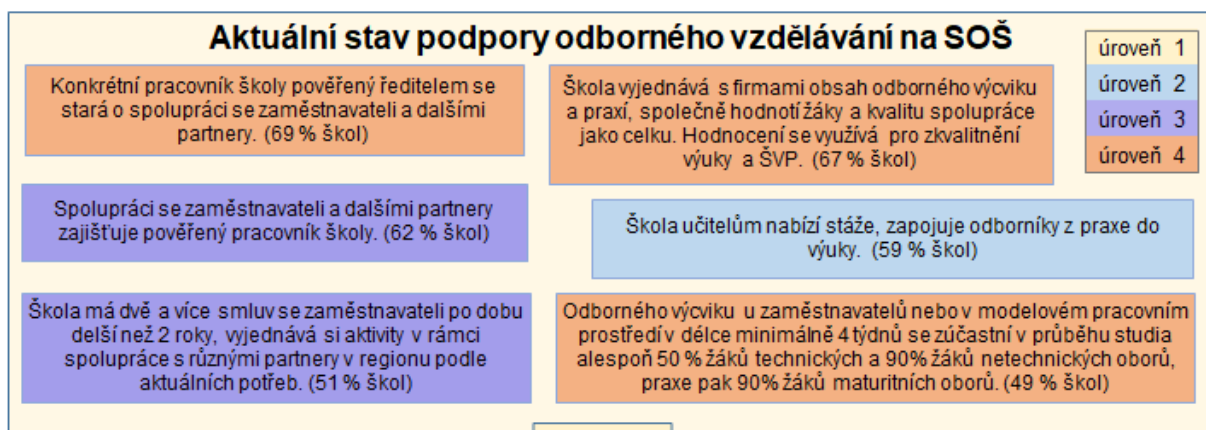 Aktuální stav podpory odborného vzdělávání na SOŠ
úroveň 1
úroveň 2
úroveň 3
úroveň 4
Konkrétní pracovník školy pověřený ředitelem se
stará o spolupráci se zaměstnavateli a dalšími
partnery. (69 % škol)
Škola vyjednává s firmami obsah odborného výcviku
a praxí, společně hodnotí žáky a kvalitu spolupráce
jako celku. Hodnocení se využívá pro zkvalitnění
výuky a ŠVP. (67 % škol)
Spolupráci se zaměstnavateli a dalšími partnery
zajišťuje pověřený pracovník školy. (62 % škol)
Škola učitelům nabízí stáže, zapojuje odborníky z praxe do
výuky. (59 % škol)
Škola má dvě a více smluv se zaměstnavateli po dobu
delší než 2 roky, vyjednává si aktivity v rámci
spolupráce s různými partnery v regionu podle
aktuálních potřeb. (51 % škol)
Odborného výcviku u zaměstnavatelů nebo v modelovém pracovním
prostředí v délce minimálně 4 týdnů se zúčastní v průběhu studia
alespoň 50 % žáků technických a 90% žáků netechnických oborů,
praxe pak 90% žáků maturitních oborů. (49 % škol)